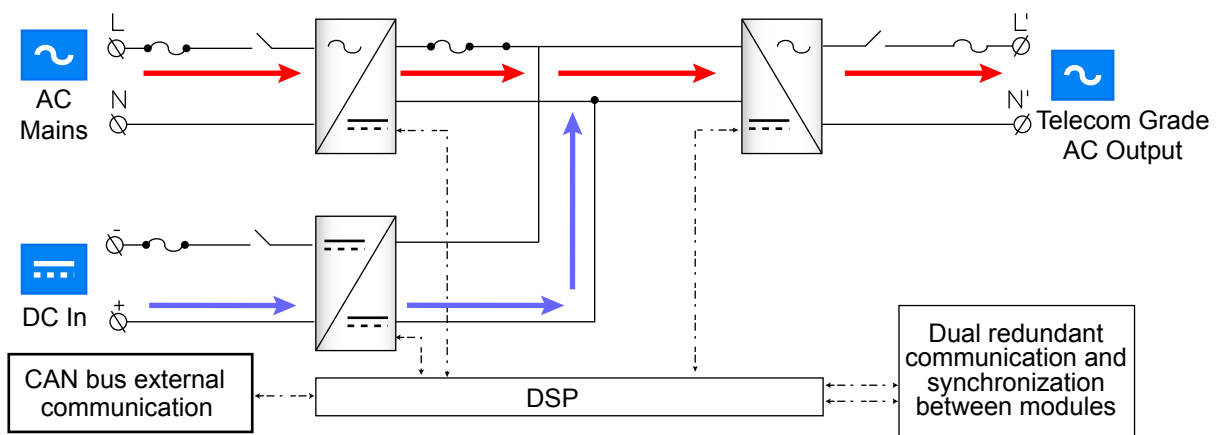 L
L'
AC
Mains
N
N'
Telecom Grade
AC Output
-
+
DC In
CAN bus external
communication
DSP
Dual redundant
communication and
synchronization
between modules